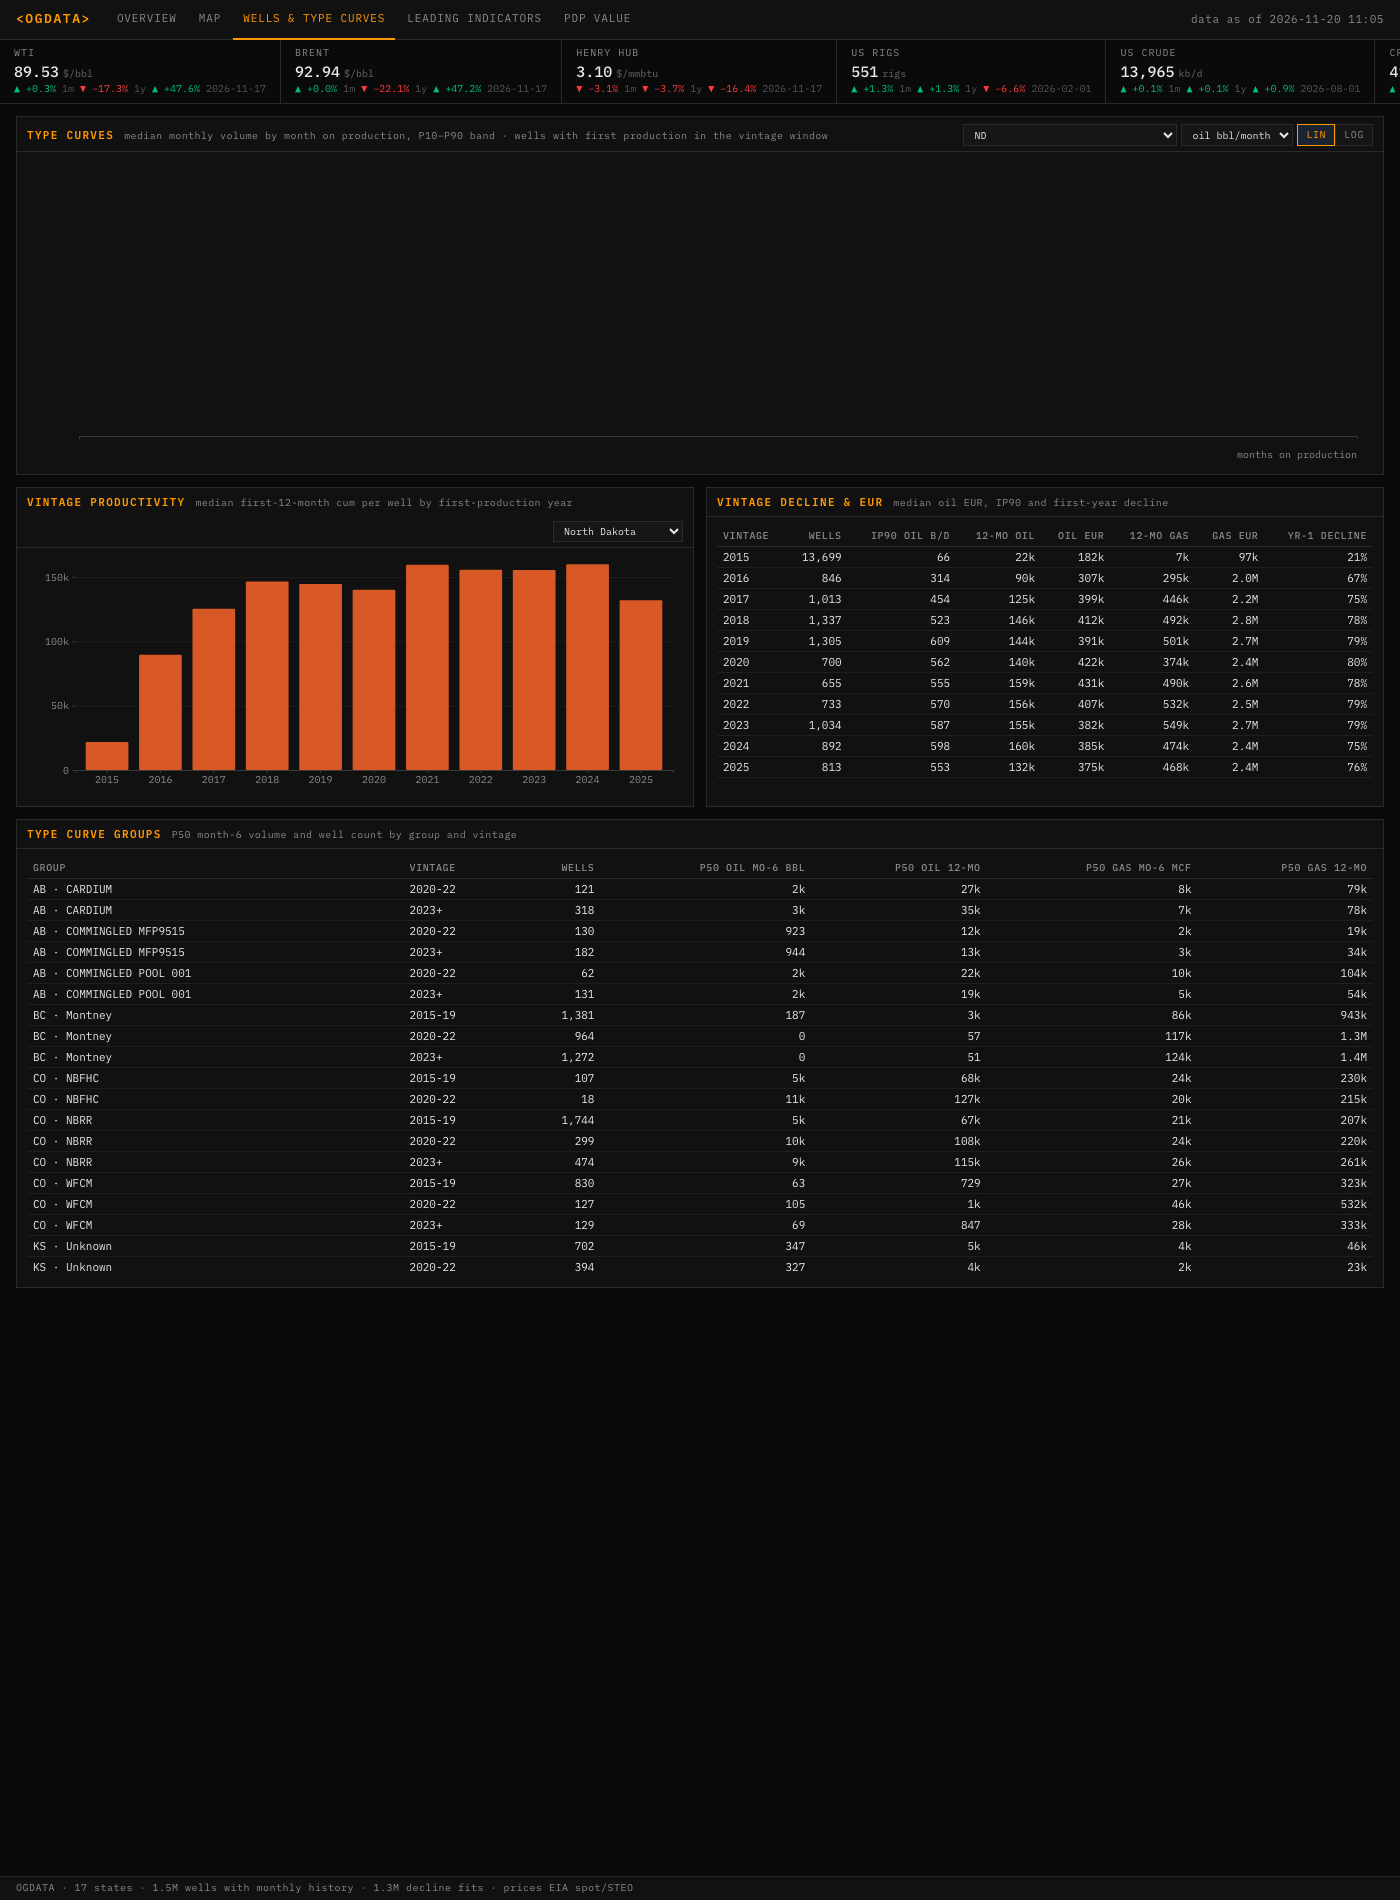 <OGDATA> OVERVIEW MAP WELLS & TYPE CURVES LEADING INDICATORS PDP VALUE data as of 2026-11-20 11:05
WTI BRENT HENRY HUB US RIGS US CRUDE
89.53 $/bbl 92.94 $/bbl 3.10 $/mmbtu 551 rigs 13,965 kb/d
▲ +0.3% 1m ▼ −17.3% 1y ▲ +47.6% 2026-11-17 ▲ +0.0% 1m ▼ −22.1% 1y ▲ +47.2% 2026-11-17 ▼ −3.1% 1m ▼ −3.7% 1y ▼ −16.4% 2026-11-17 ▲ +1.3% 1m ▲ +1.3% 1y ▼ −6.6% 2026-02-01 ▲ +0.1% 1m ▲ +0.1% 1y ▲ +0.9% 2026-08-01 ▲
TYPE CURVES median monthly volume by month on production, P10–P90 band · wells with first production in the vintage window ND oil bbl/month LIN LOG
months on production
VINTAGE PRODUCTIVITY median first-12-month cum per well by first-production year
North Dakota
150k
100k
50k
0
2015 2016 2017 2018 2019 2020 2021 2022 2023 2024 2025
VINTAGE DECLINE & EUR median oil EUR, IP90 and first-year decline
VINTAGE WELLS IP90 OIL B/D 12-MO OIL OIL EUR 12-MO GAS GAS EUR YR-1 DECLINE
2015 13,699 66 22k 182k 7k 97k 21%
2016 846 314 90k 307k 295k 2.0M 67%
2017 1,013 454 125k 399k 446k 2.2M 75%
2018 1,337 523 146k 412k 492k 2.8M 78%
2019 1,305 609 144k 391k 501k 2.7M 79%
2020 700 562 140k 422k 374k 2.4M 80%
2021 655 555 159k 431k 490k 2.6M 78%
2022 733 570 156k 407k 532k 2.5M 79%
2023 1,034 587 155k 382k 549k 2.7M 79%
2024 892 598 160k 385k 474k 2.4M 75%
2025 813 553 132k 375k 468k 2.4M 76%
TYPE CURVE GROUPS P50 month-6 volume and well count by group and vintage
GROUP VINTAGE WELLS P50 OIL MO-6 BBL P50 OIL 12-MO P50 GAS MO-6 MCF P50 GAS 12-MO
AB · CARDIUM 2020-22 121 2k 27k 8k 79k
AB · CARDIUM 2023+ 318 3k 35k 7k 78k
AB · COMMINGLED MFP9515 2020-22 130 923 12k 2k 19k
AB · COMMINGLED MFP9515 2023+ 182 944 13k 3k 34k
AB · COMMINGLED POOL 001 2020-22 62 2k 22k 10k 104k
AB · COMMINGLED POOL 001 2023+ 131 2k 19k 5k 54k
BC · Montney 2015-19 1,381 187 3k 86k 943k
BC · Montney 2020-22 964 0 57 117k 1.3M
BC · Montney 2023+ 1,272 0 51 124k 1.4M
CO · NBFHC 2015-19 107 5k 68k 24k 230k
CO · NBFHC 2020-22 18 11k 127k 20k 215k
CO · NBRR 2015-19 1,744 5k 67k 21k 207k
CO · NBRR 2020-22 299 10k 108k 24k 220k
CO · NBRR 2023+ 474 9k 115k 26k 261k
CO · WFCM 2015-19 830 63 729 27k 323k
CO · WFCM 2020-22 127 105 1k 46k 532k
CO · WFCM 2023+ 129 69 847 28k 333k
KS · Unknown 2015-19 702 347 5k 4k 46k
KS · Unknown 2020-22 394 327 4k 2k 23k
OGDATA · 17 states · 1.5M wells with monthly history · 1.3M decline fits · prices EIA spot/STEO